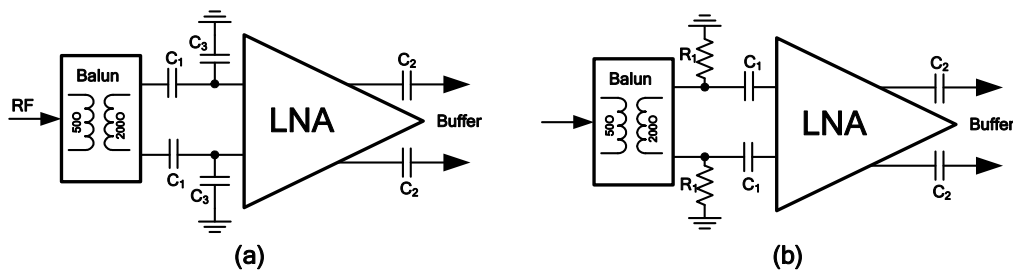 C3
C1
Balun
RF
50Ω
200Ω
LNA
C2
Buffer
C2
C1
C3
(a)
R1
C1
Balun
50Ω
200Ω
LNA
C2
Buffer
C2
R1
C1
(b)